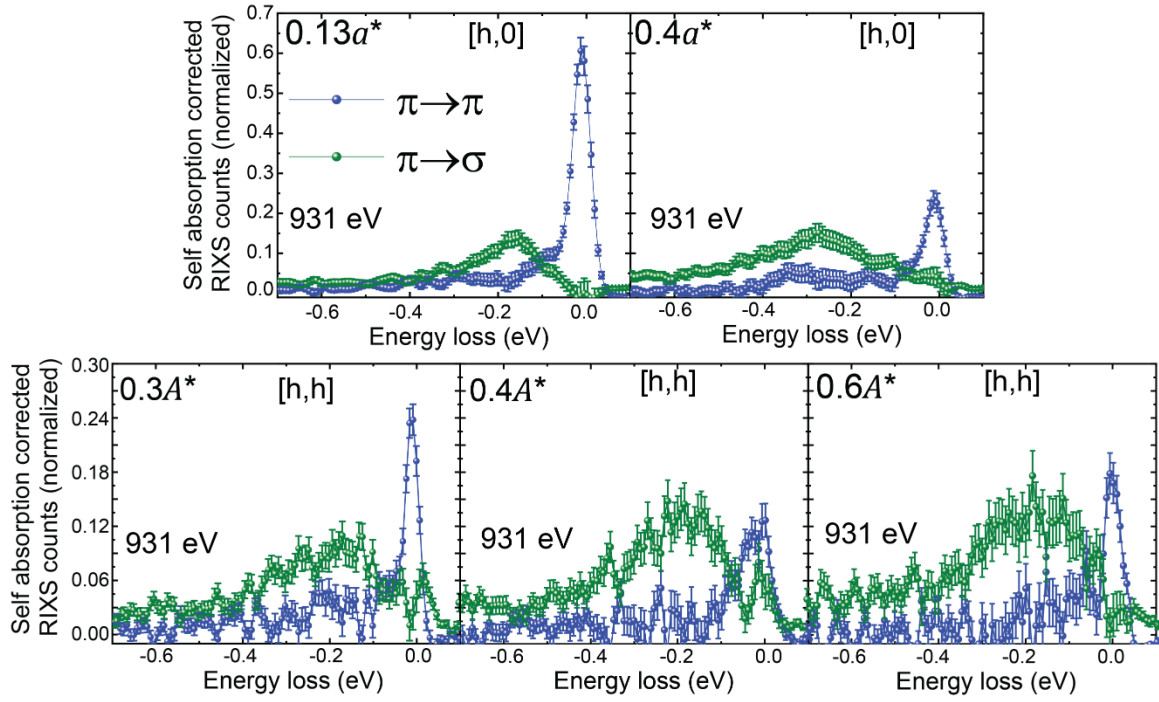 0.13a* [h,0] 0.4a* [h,0]
π→π
π→σ
931 eV 931 eV
Self absorption corrected
RIXS counts (normalized)
0.7
0.6
0.5
0.4
0.3
0.2
0.1
0.0
-0.6 -0.4 -0.2 0.0 -0.6 -0.4 -0.2 0.0
Energy loss (eV) Energy loss (eV)
0.3A* [h,h] 0.4A* [h,h] 0.6A* [h,h]
931 eV 931 eV 931 eV
Self absorption corrected
RIXS counts (normalized)
0.30
0.24
0.18
0.12
0.06
0.00
-0.6 -0.4 -0.2 0.0 -0.6 -0.4 -0.2 0.0 -0.6 -0.4 -0.2 0.0
Energy loss (eV) Energy loss (eV) Energy loss (eV)